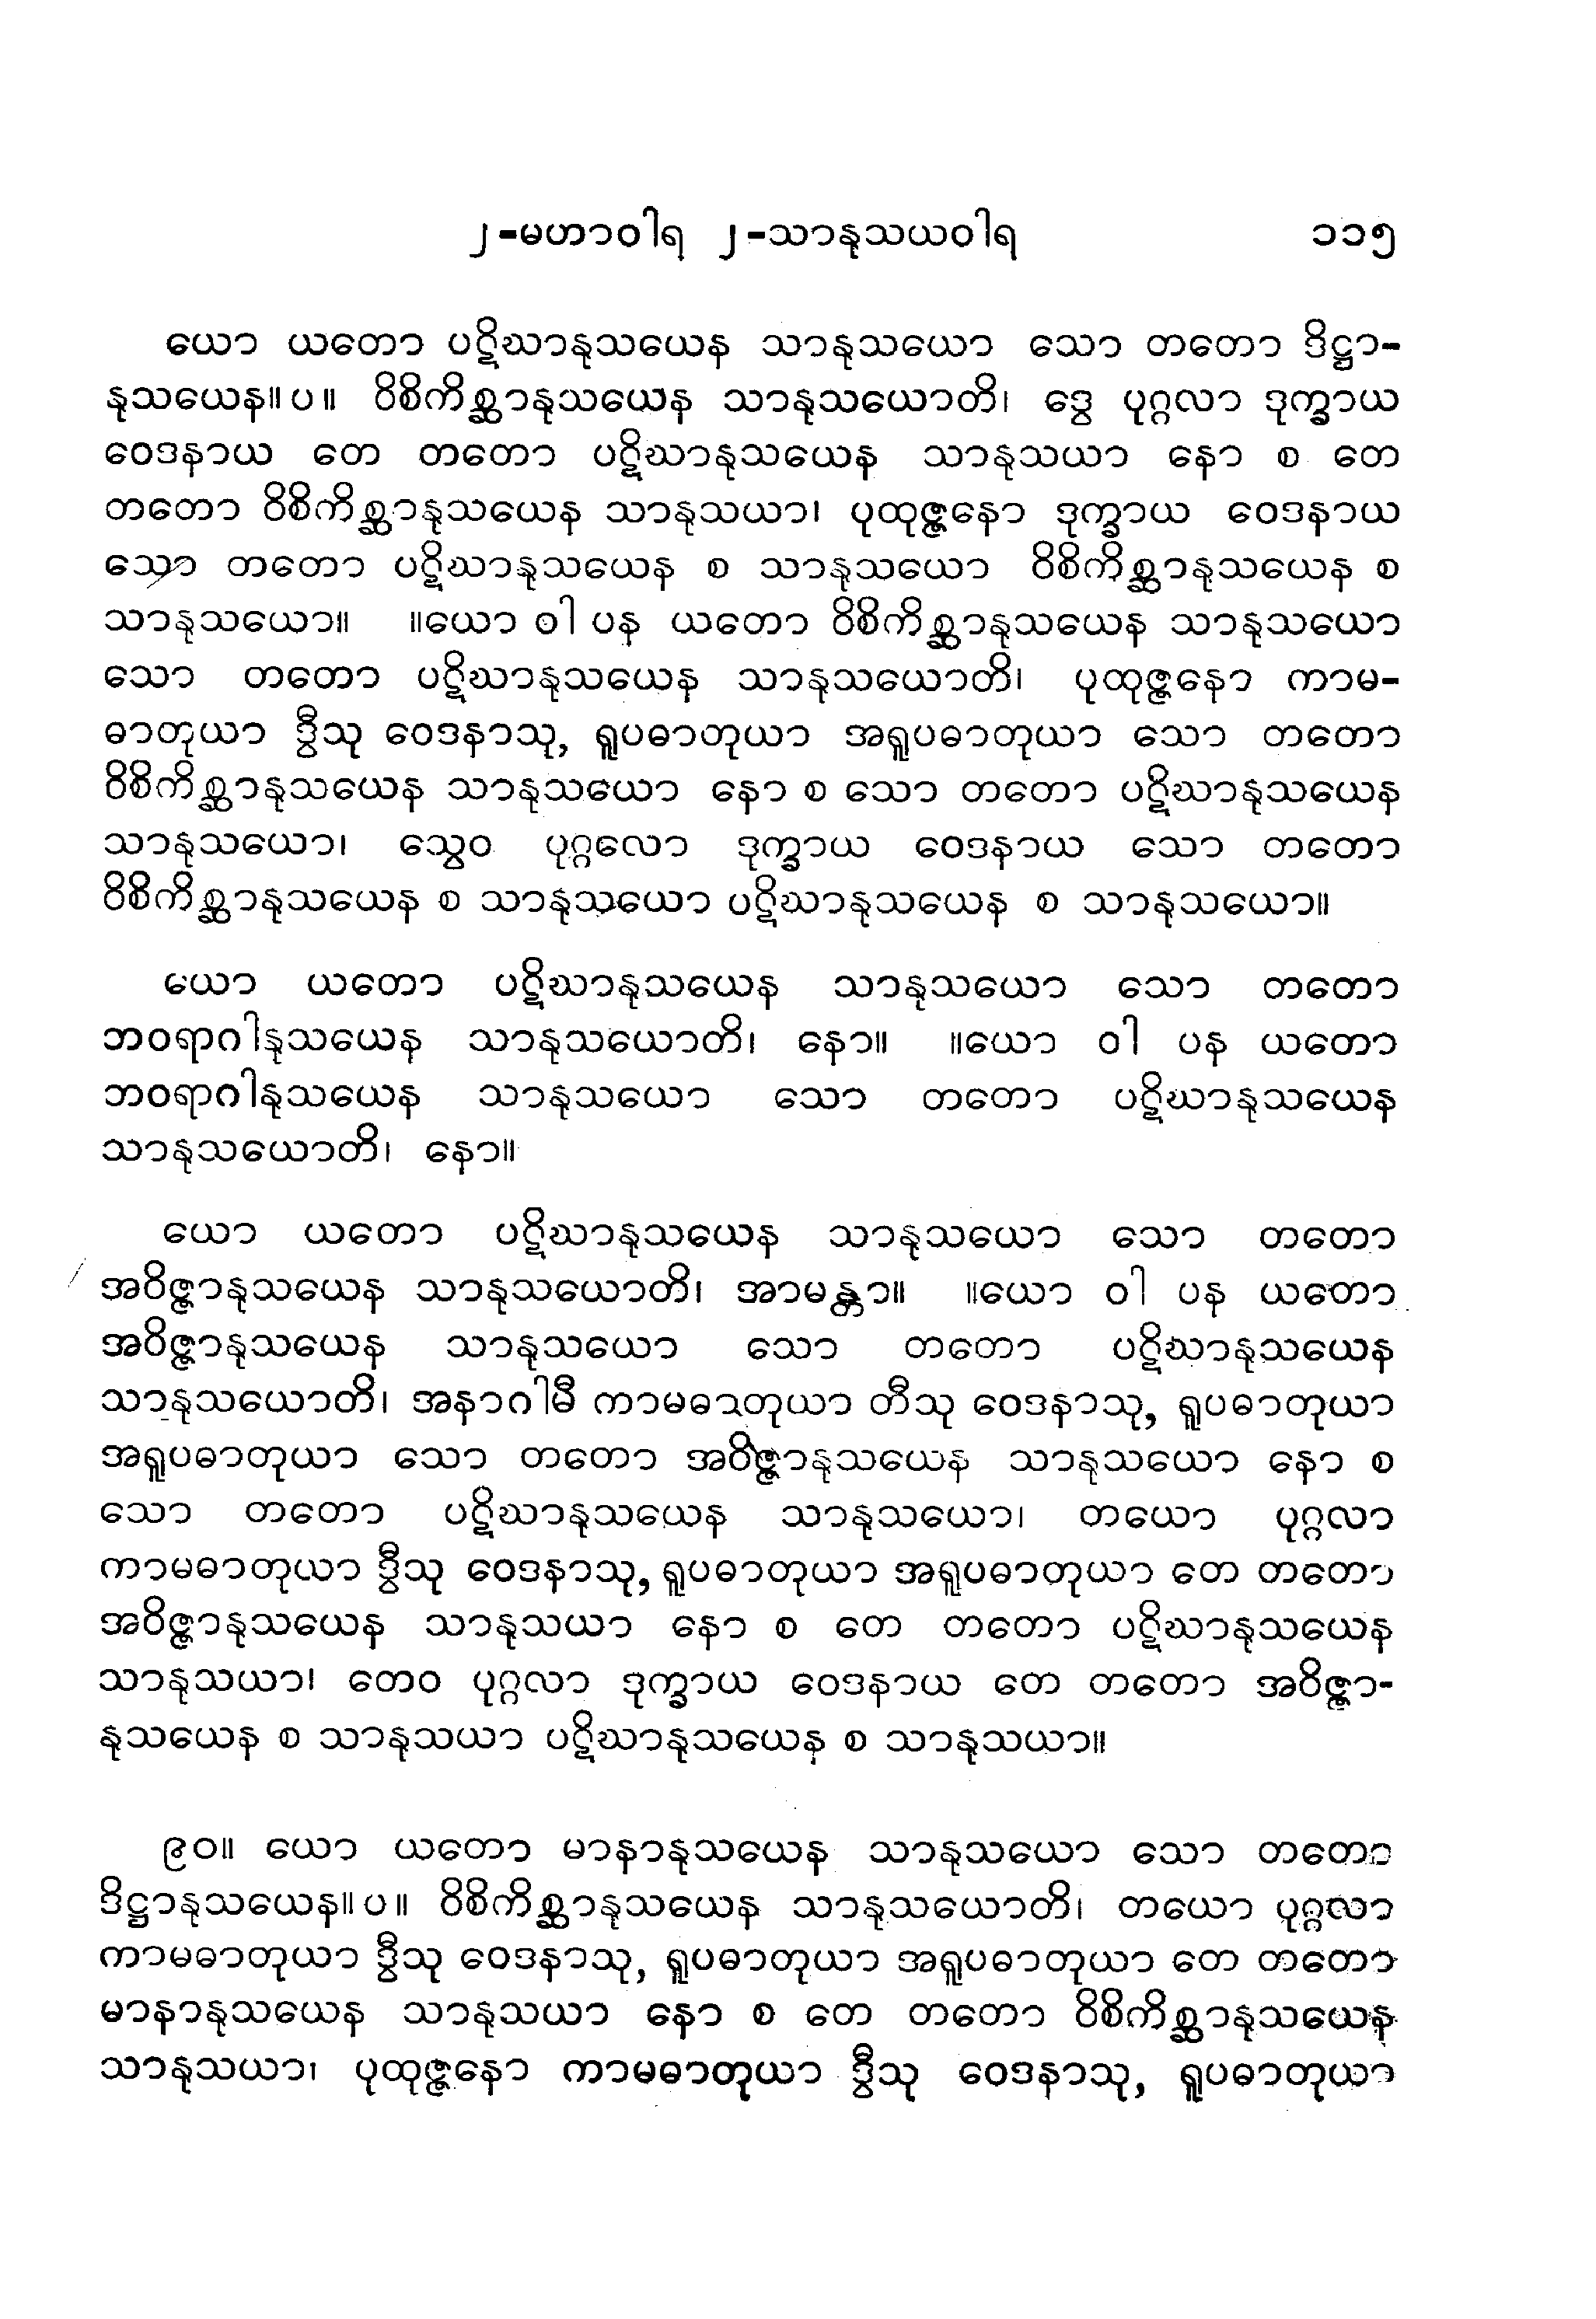 ၂-မဟာဝါရ ၂-သာနုသယဝါရ ၁၁၅
ယော ယတော ပဋိဃာနုသယေန သာနုသယော သော တတော ဒိဋ္ဌာ-
နုသယေန။ ပ။ ဝိစိကိစ္ဆာနုသယေန သာနုသယောတိ၊ ဒွေ ပုဂ္ဂလာ ဒုက္ခာယ
ဝေဒနာယ တေ တတော ပဋိဃာနုသယေန သာနုသယာ နော စ တေ
တတော ဝိစိကိစ္ဆာနုသယေန သာနုသယာ၊ ပုထုဇ္ဇနော ဒုက္ခာယ ဝေဒနာယ
သော တတော ပဋိဃာနုသယေန စ သာနုသယော ဝိစိကိစ္ဆာနုသယေန စ
သာနုသယော။ ။ယော ဝါ ပန ယတော ဝိစိကိစ္ဆာနုသယေန သာနုသယော
သော တတော ပဋိဃာနုသယေန သာနုသယောတိ၊ ပုထုဇ္ဇနော ကာမ-
ဓာတုယာ ဒွီသု ဝေဒနာသု, ရူပဓာတုယာ အရူပဓာတုယာ သော တတော
ဝိစိကိစ္ဆာနုသယေန သာနုသယော နော စ သော တတော ပဋိဃာနုသယေန
သာနုသယော၊ သွေဝ ပုဂ္ဂလော ဒုက္ခာယ ဝေဒနာယ သော တတော
ဝိစိကိစ္ဆာနုသယေန စ သာနုသယော ပဋိဃာနုသယေန စ သာနုသယော။
ယော ယတော ပဋိဃာနုသယေန သာနုသယော သော တတော
ဘဝရာဂါနုသယေန သာနုသယောတိ၊ နော။ ။ယော ဝါ ပန ယတော
ဘဝရာဂါနုသယေန သာနုသယော သော တတော ပဋိဃာနုသယေန
သာနုသယောတိ၊ နော။
ယော ယတော ပဋိဃာနုသယေန သာနုသယော သော တတော
အဝိဇ္ဇာနုသယေန သာနုသယောတိ၊ အာမန္တာ။ ။ယော ဝါ ပန ယတော
အဝိဇ္ဇာနုသယေန သာနုသယော သော တတော ပဋိဃာနုသယေန
သာနုသယောတိ၊ အနာဂါမီ ကာမဓာတုယာ တီသု ဝေဒနာသု, ရူပဓာတုယာ
အရူပဓာတုယာ သော တတော အဝိဇ္ဇာနုသယေန သာနုသယော နော စ
သော တတော ပဋိဃာနုသယေန သာနုသယော၊ တယော ပုဂ္ဂလာ
ကာမဓာတုယာ ဒွီသု ဝေဒနာသု, ရူပဓာတုယာ အရူပဓာတုယာ တေ တတော
အဝိဇ္ဇာနုသယေန သာနုသယာ နော စ တေ တတော ပဋိဃာနုသယေန
သာနုသယာ၊ တေဝ ပုဂ္ဂလာ ဒုက္ခာယ ဝေဒနာယ တေ တတော အဝိဇ္ဇာ-
နုသယေန စ သာနုသယာ ပဋိဃာနုသယေန စ သာနုသယာ။
၉၀။ ယော ယတော မာနာနုသယေန သာနုသယော သော တတော
ဒိဋ္ဌာနုသယေန။ ပ။ ဝိစိကိစ္ဆာနုသယေန သာနုသယောတိ၊ တယော ပုဂ္ဂလာ
ကာမဓာတုယာ ဒွီသု ဝေဒနာသု, ရူပဓာတုယာ အရူပဓာတုယာ တေ တတော
မာနာနုသယေန သာနုသယာ နော စ တေ တတော ဝိစိကိစ္ဆာနုသယေန
သာနုသယာ၊ ပုထုဇ္ဇနော ကာမဓာတုယာ ဒွီသု ဝေဒနာသု, ရူပဓာတုယာ